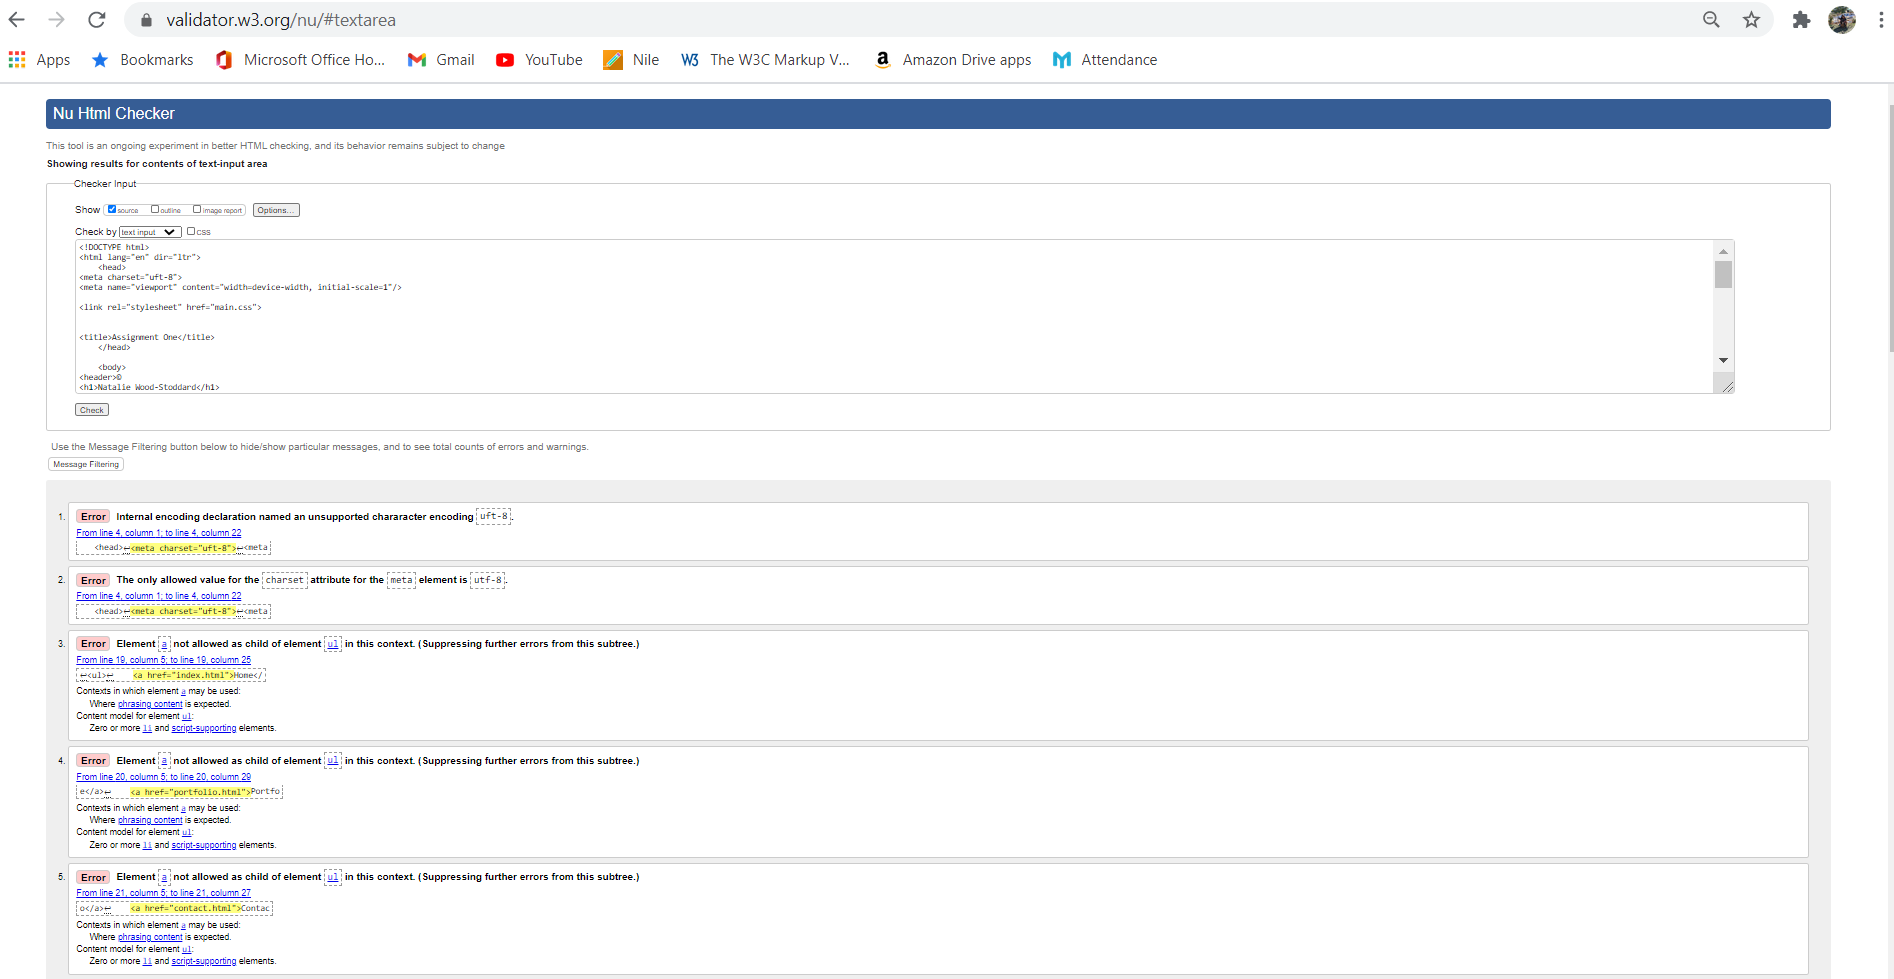 validator.w3.org/nu/#textarea
Apps Bookmarks Microsoft Office Ho... Gmail YouTube Nile W3 The W3C Markup V... a Amazon Drive apps Attendance
Nu Html Checker
This tool is an ongoing experiment in better HTML checking, and its behavior remains subject to change
Showing results for contents of text-input area
Checker Input
Show source outline image report Options...
Check by text input css
<!DOCTYPE html>
<html lang="en" dir="ltr">
<head>
<meta charset="uft-8">
<meta name="viewport" content="width=device-width, initial-scale=1"/>
<link rel="stylesheet" href="main.css">
<title>Assignment One</title>
</head>
<body>
<header>©
<h1>Natalie Wood-Stoddard</h1>
Check
Use the Message Filtering button below to hide/show particular messages, and to see total counts of errors and warnings.
Message Filtering
1. Error Internal encoding declaration named an unsupported chararacter encoding uft-8.
From line 4, column 1; to line 4, column 22
<head>↩<meta charset="uft-8">↩<meta
2. Error The only allowed value for the charset attribute for the meta element is utf-8.
From line 4, column 1; to line 4, column 22
<head>↩<meta charset="uft-8">↩<meta
3. Error Element a not allowed as child of element ul in this context. (Suppressing further errors from this subtree.)
From line 19, column 5; to line 19, column 25
↩<ul>↩ <a href="index.html">Home</
Contexts in which element a may be used:
Where phrasing content is expected.
Content model for element ul:
Zero or more li and script-supporting elements.
4. Error Element a not allowed as child of element ul in this context. (Suppressing further errors from this subtree.)
From line 20, column 5; to line 20, column 29
e</a>↩ <a href="portfolio.html">Portfo
Contexts in which element a may be used:
Where phrasing content is expected.
Content model for element ul:
Zero or more li and script-supporting elements.
5. Error Element a not allowed as child of element ul in this context. (Suppressing further errors from this subtree.)
From line 21, column 5; to line 21, column 27
o</a>↩ <a href="contact.html">Contac
Contexts in which element a may be used:
Where phrasing content is expected.
Content model for element ul:
Zero or more li and script-supporting elements.